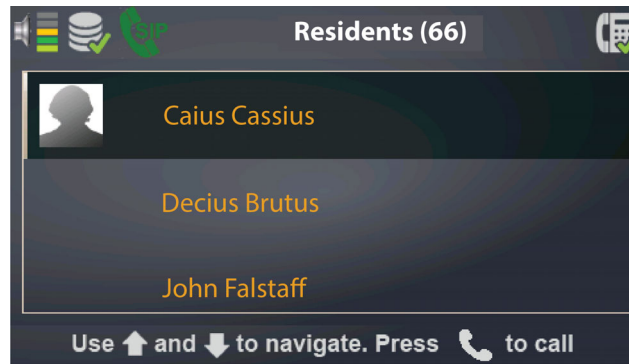 SIP
Residents (66)
Caius Cassius
Decius Brutus
John Falstaff
Use and to navigate. Press to call